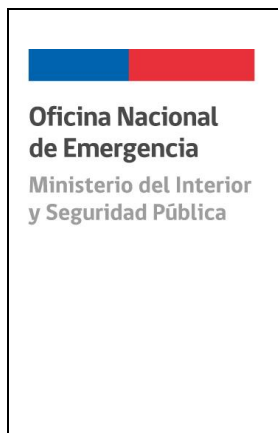 Oficina Nacional
de Emergencia
Ministerio del Interior
y Seguridad Pública